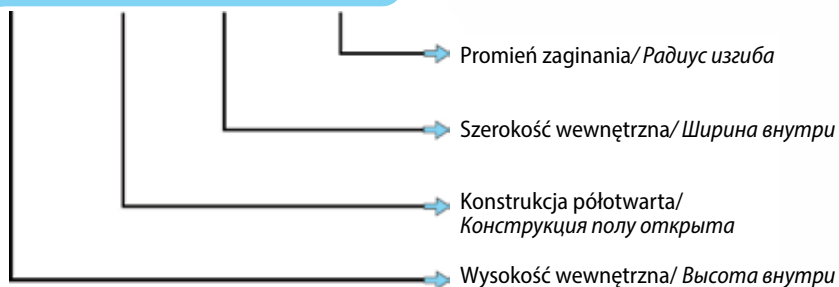 Promień zaginania/ Радиус изгиба
Szerokość wewnętrzna/ Ширина внутри
Konstrukcja półotwarta/
Конструкция полу открыта
Wysokość wewnętrzna/ Высота внутри